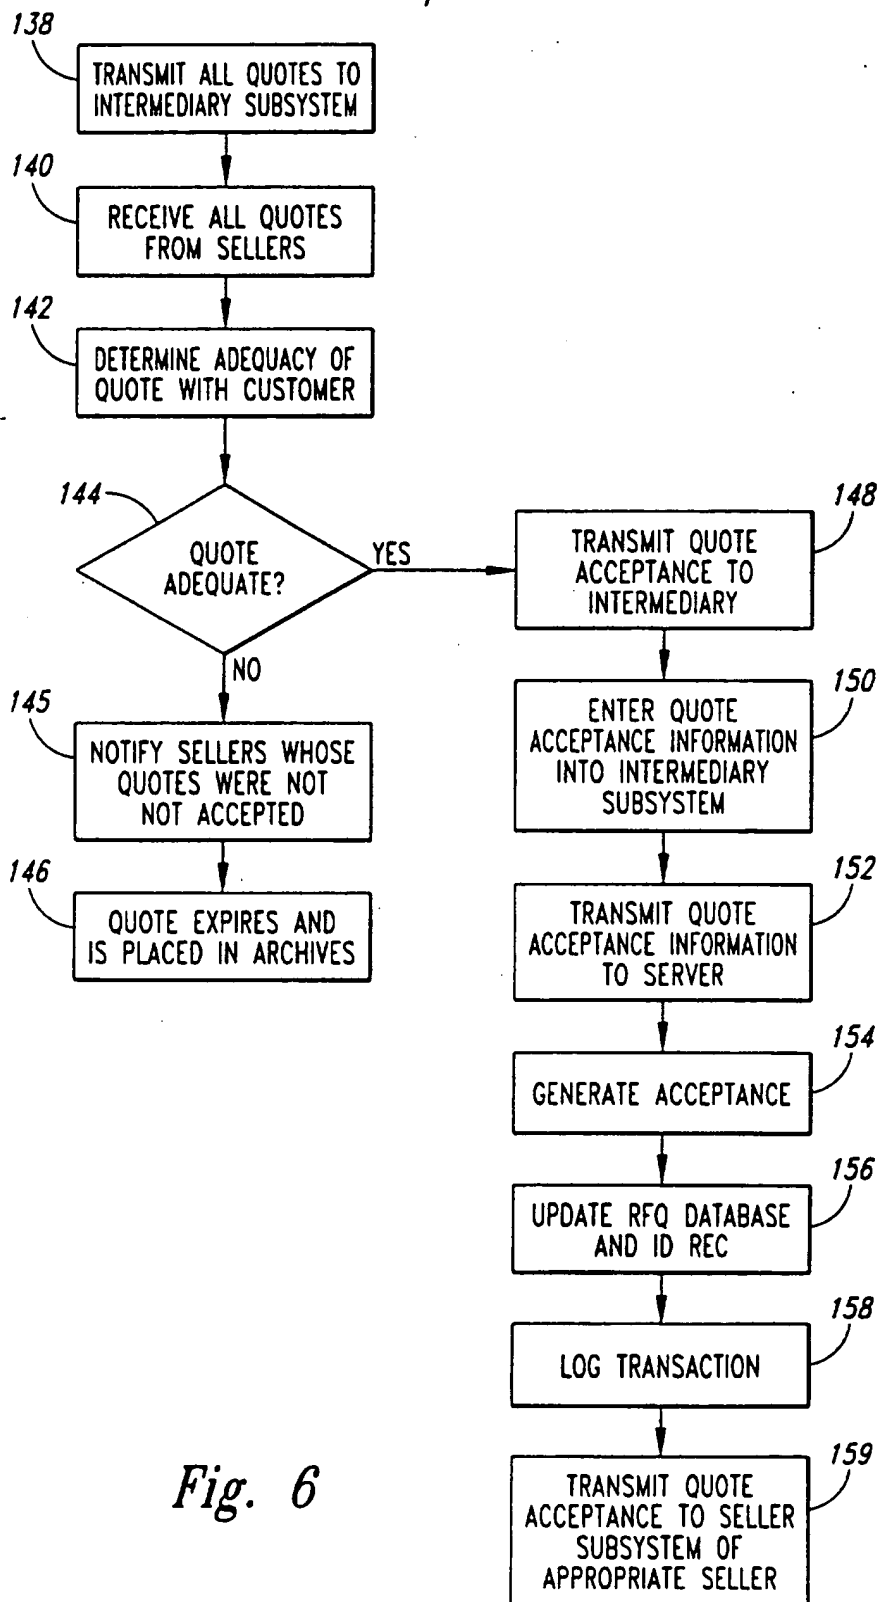 138
TRANSMIT ALL QUOTES TO
INTERMEDIARY SUBSYSTEM
140
RECEIVE ALL QUOTES
FROM SELLERS
142
DETERMINE ADEQUACY OF
QUOTE WITH CUSTOMER
144
QUOTE
ADEQUATE?
YES
NO
145
NOTIFY SELLERS WHOSE
QUOTES WERE NOT
NOT ACCEPTED
146
QUOTE EXPIRES AND
IS PLACED IN ARCHIVES
148
TRANSMIT QUOTE
ACCEPTANCE TO
INTERMEDIARY
150
ENTER QUOTE
ACCEPTANCE INFORMATION
INTO INTERMEDIARY
SUBSYSTEM
152
TRANSMIT QUOTE
ACCEPTANCE INFORMATION
TO SERVER
154
GENERATE ACCEPTANCE
156
UPDATE RFQ DATABASE
AND ID REC
158
LOG TRANSACTION
159
TRANSMIT QUOTE
ACCEPTANCE TO SELLER
SUBSYSTEM OF
APPROPRIATE SELLER
Fig. 6